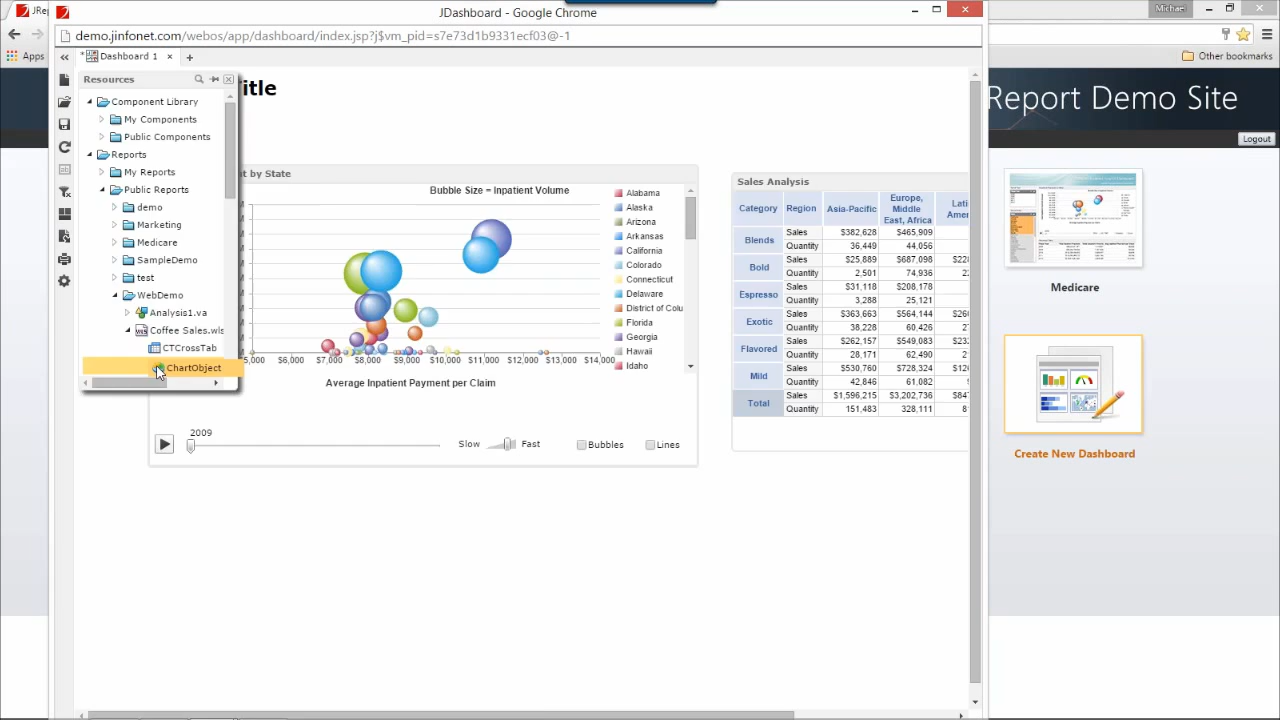 JRe
JDashboard - Google Chrome
Michael
demo.jinfonet.com/webos/app/dashboard/index.jsp?j$vm_pid=s7e73d1b9331ecf03@-1
Apps
* Dashboard 1
Other bookmarks
Resources
itle
Report Demo Site
Logout
Component Library
My Components
Public Components
Reports
My Reports
Public Reports
demo
Marketing
Medicare
SampleDemo
test
WebDemo
Analysis1.va
Coffee Sales.wls
CTCrossTab
ChartObject
t by State
Bubble Size = Inpatient Volume
5,000 $6,000 $7,000 $8,000 $9,000 $10,000 $11,000 $12,000 $13,000 $14,000
Average Inpatient Payment per Claim
Alabama
Alaska
Arizona
Arkansas
California
Colorado
Connecticut
Delaware
District of Colu
Florida
Georgia
Hawaii
Idaho
2009
Slow Fast Bubbles Lines
Sales Analysis
Category Region Asia-Pacific Europe, Middle East, Africa Lati Amer
Blends Sales $382,628 $465,909
Quantity 36,449 44,056
Bold Sales $25,889 $687,098 $228
Quantity 2,501 74,936 2
Espresso Sales $31,118 $208,178
Quantity 3,288 25,121
Exotic Sales $363,663 $564,144 $260
Quantity 38,228 60,426 2
Flavored Sales $262,157 $549,083
Quantity 28,171 62,490
Mild Sales $530,760 $728,324
Quantity 42,846 61,082
Total Sales $1,596,215 $3,202,736 $847
Quantity 151,483 328,111 8
Medicare
Create New Dashboard